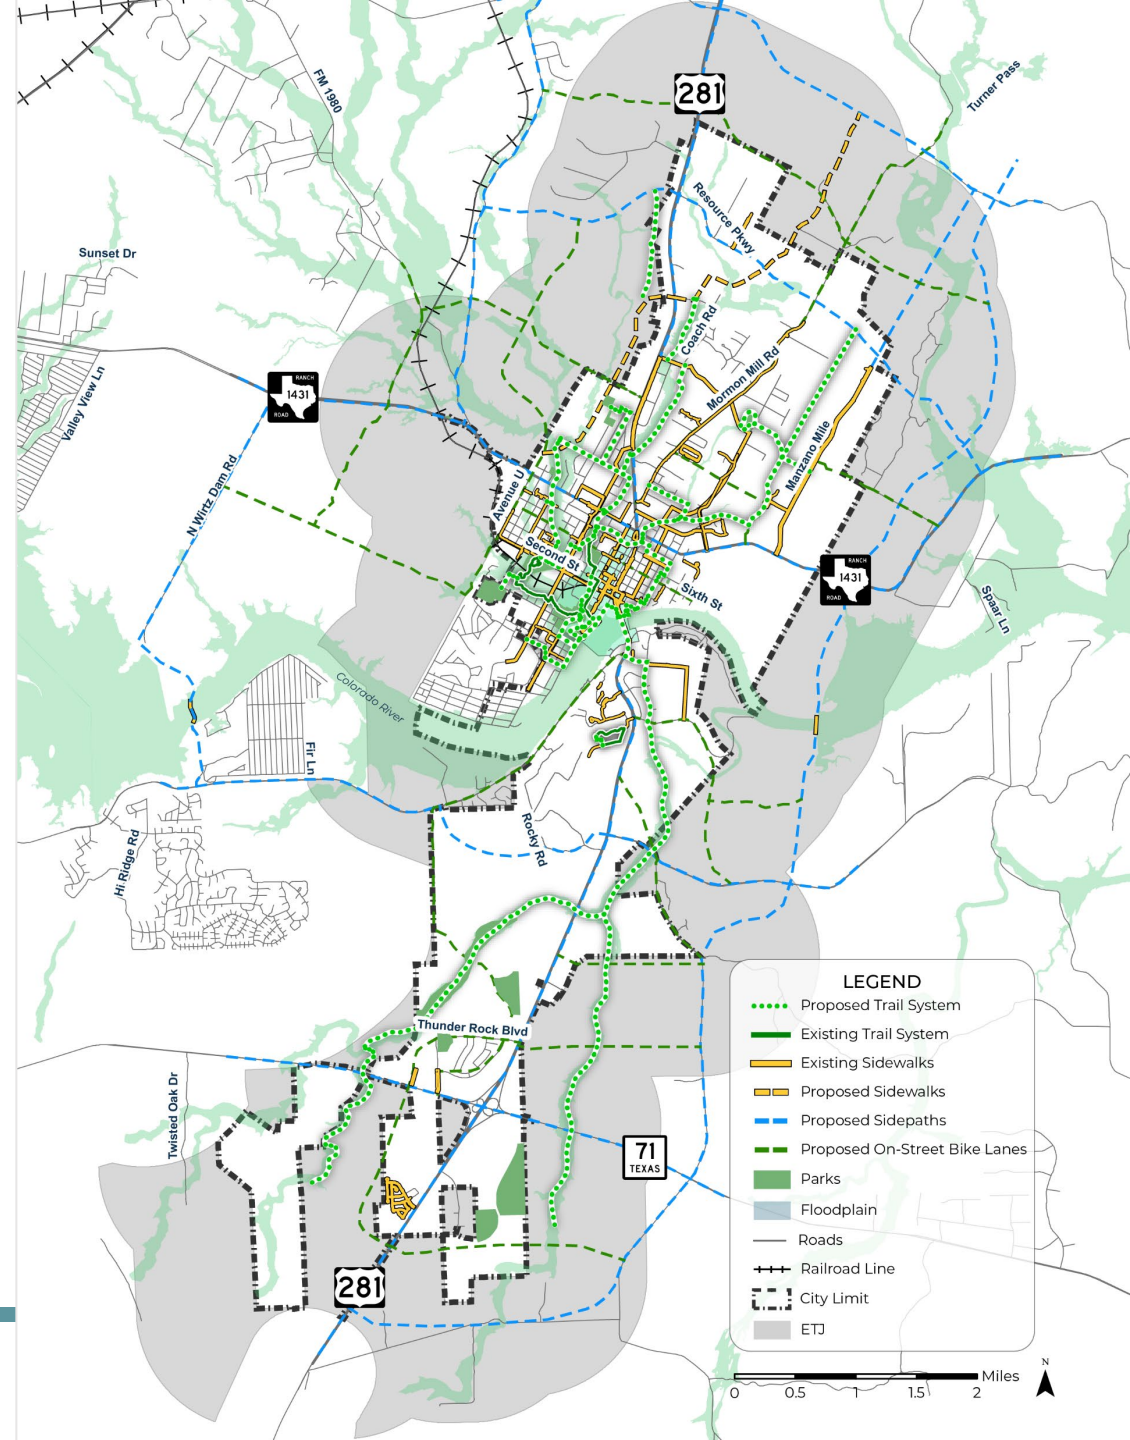 FM 1980
281
Turner Pass
Resource Pkwy
Sunset Dr
Coach Rd
Mormon Mill Rd
RANCH
1431
ROAD
Valley View Ln
Manzano Mile
N Wirtz Dam Rd
Avenue U
Second St
RANCH
1431
ROAD
Sixth St
Spaar Ln
Colorado River
Fir Ln
Rocky Rd
Hi Ridge Rd
Thunder Rock Blvd
Twisted Oak Dr
71
TEXAS
281
LEGEND
Proposed Trail System
Existing Trail System
Existing Sidewalks
Proposed Sidewalks
Proposed Sidepaths
Proposed On-Street Bike Lanes
Parks
Floodplain
Roads
Railroad Line
City Limit
ETJ
Miles
0 0.5 1 1.5 2
N